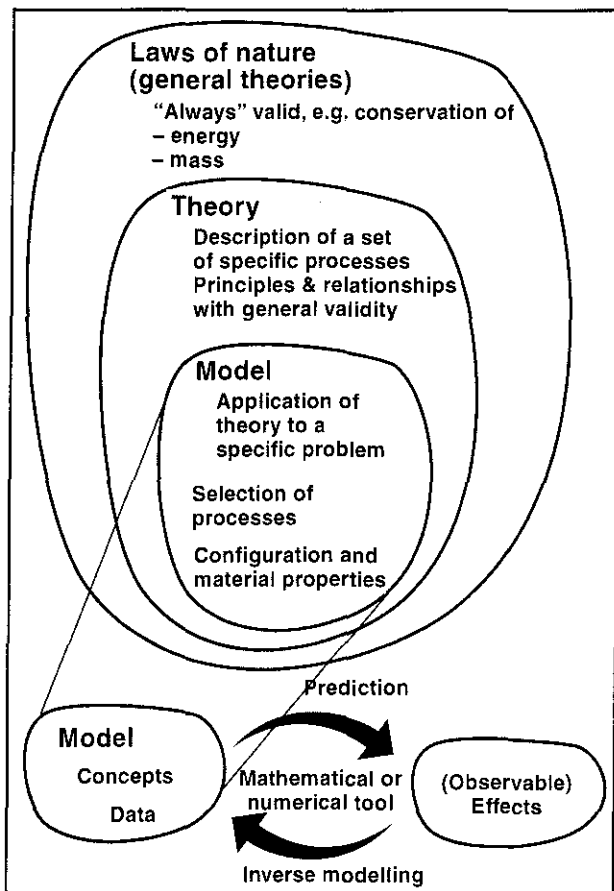 Laws of nature
(general theories)
"Always" valid, e.g. conservation of
– energy
– mass
Theory
Description of a set
of specific processes
Principles & relationships
with general validity
Model
Application of
theory to a
specific problem
Selection of
processes
Configuration and
material properties
Prediction
Model
Concepts
Data
Mathematical or
numerical tool
(Observable)
Effects
Inverse modelling